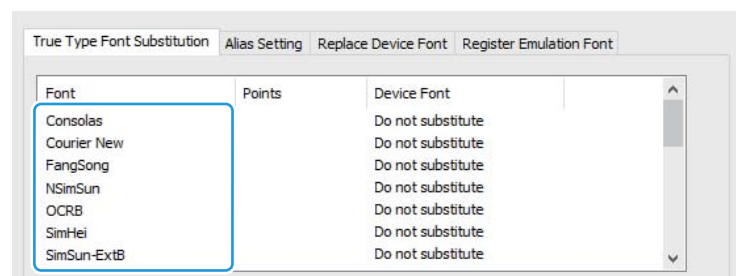 True Type Font Substitution Alias Setting Replace Device Font Register Emulation Font
Font Points Device Font
Consolas Do not substitute
Courier New Do not substitute
FangSong Do not substitute
NSimSun Do not substitute
OCRB Do not substitute
SimHei Do not substitute
SimSun-ExtB Do not substitute